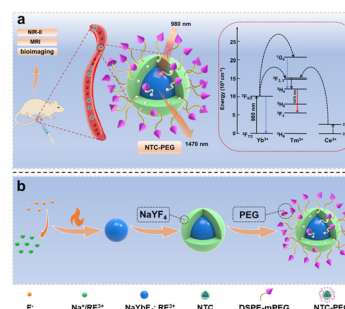 a
NIR-II
MRI
bioimaging
980 nm
NTC-PEG
1470 nm
Energy (10³ cm⁻¹)
25
20
15
10
5
0
980 nm
Yb³⁺
Tm³⁺
Ce³⁺
b
NaYF₄
PEG
F⁻
Na⁺/RE³⁺
NaYbF₄: RE³⁺
NTC
DSPE-mPEG
NTC-PEG